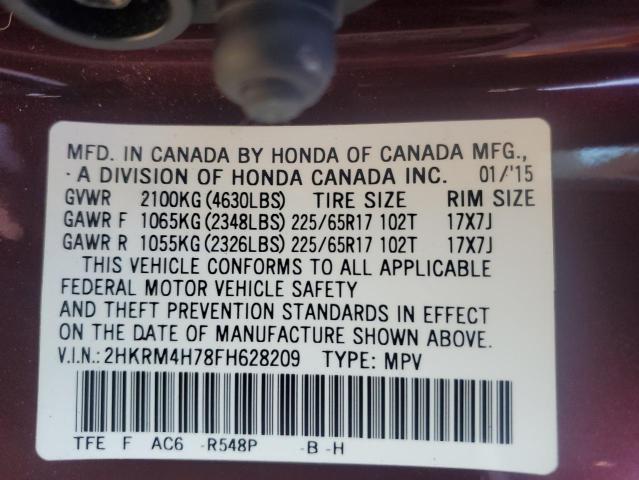 MFD. IN CANADA BY HONDA OF CANADA MFG.,
A DIVISION OF HONDA CANADA INC. 01/'15
GVWR 2100KG (4630LBS) TIRE SIZE RIM SIZE
GAWR F 1065KG (2348LBS) 225/65R17 102T 17X7J
GAWR R 1055KG (2326LBS) 225/65R17 102T 17X7J
THIS VEHICLE CONFORMS TO ALL APPLICABLE
FEDERAL MOTOR VEHICLE SAFETY
AND THEFT PREVENTION STANDARDS IN EFFECT
ON THE DATE OF MANUFACTURE SHOWN ABOVE.
V.I.N.: 2HKRM4H78FH628209 TYPE: MPV
TFE F AC6 -R548P -B -H